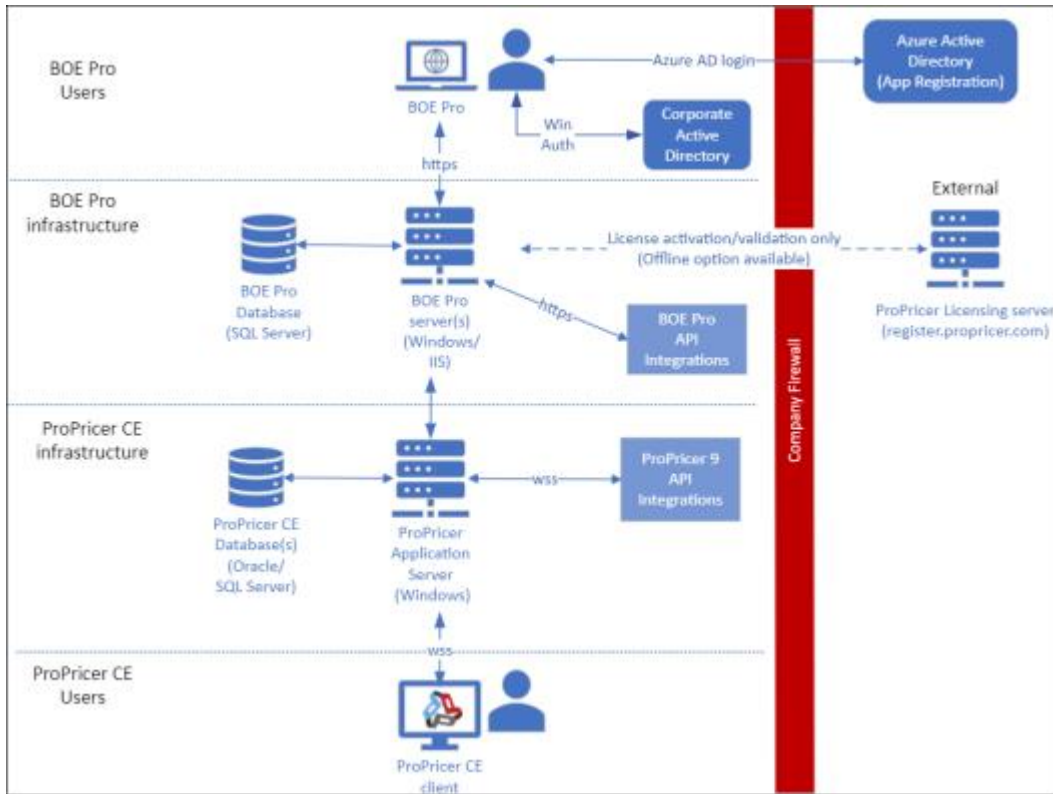 BOE Pro
Users
BOE Pro
https
Azure AD login
Win
Auth
Corporate
Active
Directory
Azure Active
Directory
(App Registration)
BOE Pro
infrastructure
BOE Pro
Database
(SQL Server)
BOE Pro
server(s)
(Windows/
IIS)
https
BOE Pro
API
Integrations
License activation/validation only
(Offline option available)
External
ProPricer Licensing server
(register.propricer.com)
Company Firewall
ProPricer CE
infrastructure
ProPricer CE
Database(s)
(Oracle/
SQL Server)
ProPricer
Application
Server
(Windows)
wss
ProPricer 9
API
Integrations
wss
ProPricer CE
Users
ProPricer CE
client